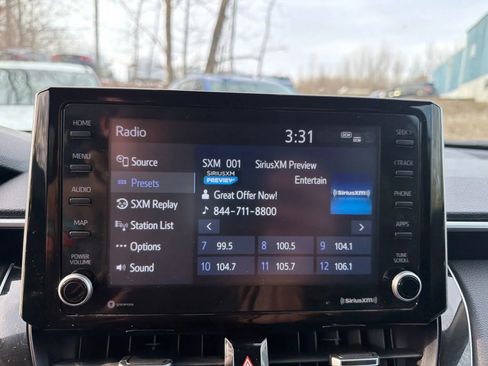 HOME
MENU
AUDIO
MAP
POWER
VOLUME
Radio
3:31
Source
Presets
SXM Replay
Station List
Options
Sound
SXM 001 SiriusXM Preview
SIRIUSXM
PREVIEW
Entertain
Great Offer Now!
844-711-8800
SiriusXM
7 99.5
8 100.5
9 104.1
10 104.7
11 105.7
12 106.1
SEEK >
< TRACK
PHONE
APPS
TUNE
SCROLL
SiriusXM